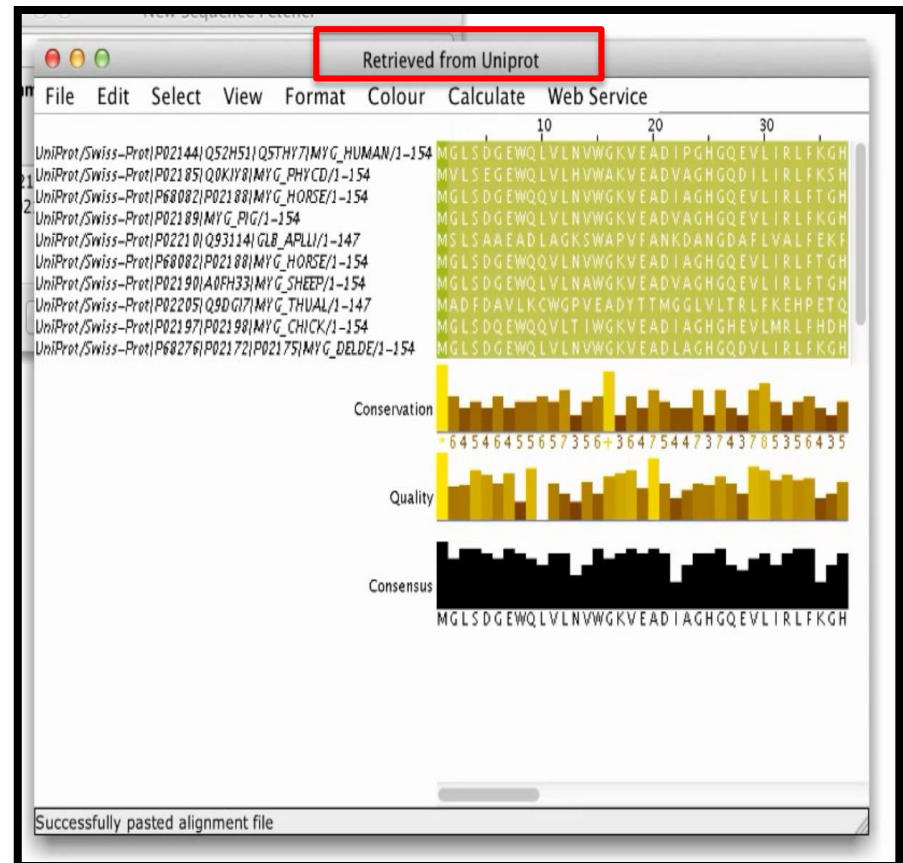 New Sequence Fetcher
Retrieved from Uniprot
File Edit Select View Format Colour Calculate Web Service
10 20 30
UniProt/Swiss-Prot|P02144|Q52H51|Q5THY7|MYG_HUMAN/1-154 MGLSDGEWQLVLNVWGKVEADIPGHGQEVLIRLFKGH
UniProt/Swiss-Prot|P02185|Q0KIY8|MYG_PHYCD/1-154 MVLSEGEWQLVLHVWAKVEADVAGHGQDILIRLFKSH
UniProt/Swiss-Prot|P68082|P02188|MYG_HORSE/1-154 MGLSDGEWQQVLNVWGKVEADIAGHGQEVLIRLFTGH
UniProt/Swiss-Prot|P02189|MYG_PIG/1-154 MGLSDGEWQLVLNVWGKVEADVAGHGQEVLIRLFKGH
UniProt/Swiss-Prot|P02210|Q93114|GLB_APLLI/1-147 MSLSAAEADLAGKSWAPVFANKDANGDAFLVALFEKF
UniProt/Swiss-Prot|P68082|P02188|MYG_HORSE/1-154 MGLSDGEWQQVLNVWGKVEADIAGHGQEVLIRLFTGH
UniProt/Swiss-Prot|P02190|A0FH33|MYG_SHEEP/1-154 MGLSDGEWQLVLNAWGKVEADVAGHGQEVLIRLFTGH
UniProt/Swiss-Prot|P02205|Q9DGI7|MYG_THUAL/1-147 MADFDAVLKCWGPVEADYTTMGGLVLTRLFKEHPETQ
UniProt/Swiss-Prot|P02197|P02198|MYG_CHICK/1-154 MGLSDQEWQQVLTIWGKVEADIAGHGHEVLMRLFHDH
UniProt/Swiss-Prot|P68276|P02172|P02175|MYG_DELDE/1-154 MGLSDGEWQLVLNVWGKVEADLAGHGQDVLIRLFKGH
Conservation
*64546455657356+36475447374378535 6435
Quality
Consensus
MGLSDGEWQLVLNVWGKVEADIAGHGQEVLIRLFKGH
Successfully pasted alignment file